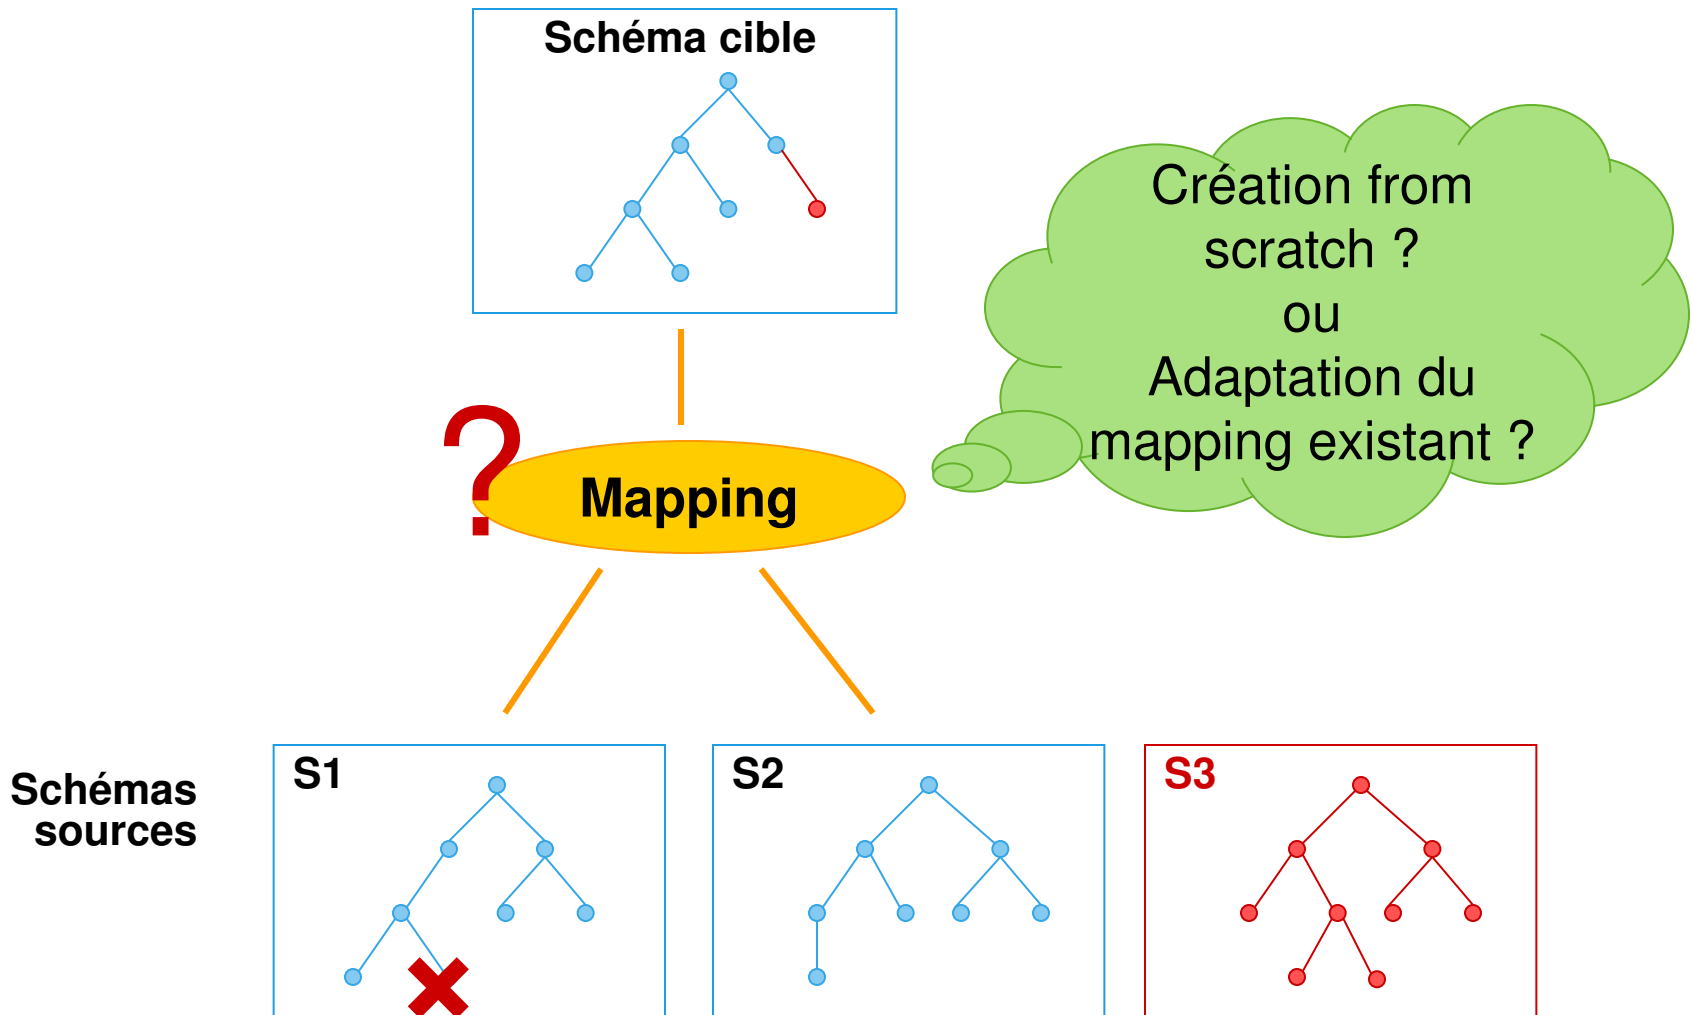 Schéma cible
Création from
scratch ?
ou
Adaptation du
mapping existant ?
?
Mapping
Schémas
sources
S1
S2
S3